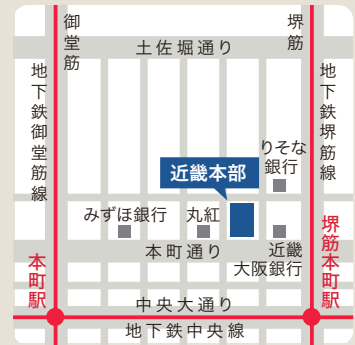 御堂筋
堺筋
土佐堀通り
地下鉄御堂筋線
地下鉄堺筋線
りそな
銀行
近畿本部
みずほ銀行
丸紅
本町通り
近畿
大阪銀行
本町駅
堺筋本町駅
中央大通り
地下鉄中央線